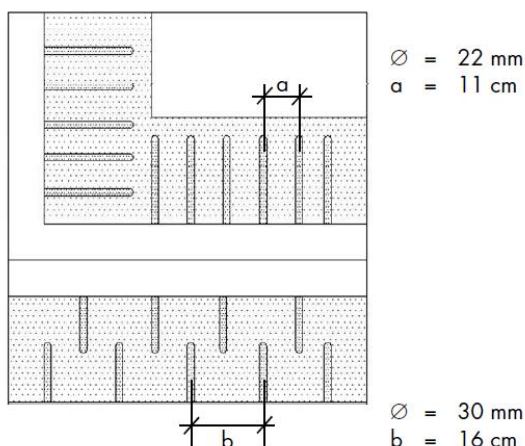 a
∅ = 22 mm
a = 11 cm
b
∅ = 30 mm
b = 16 cm